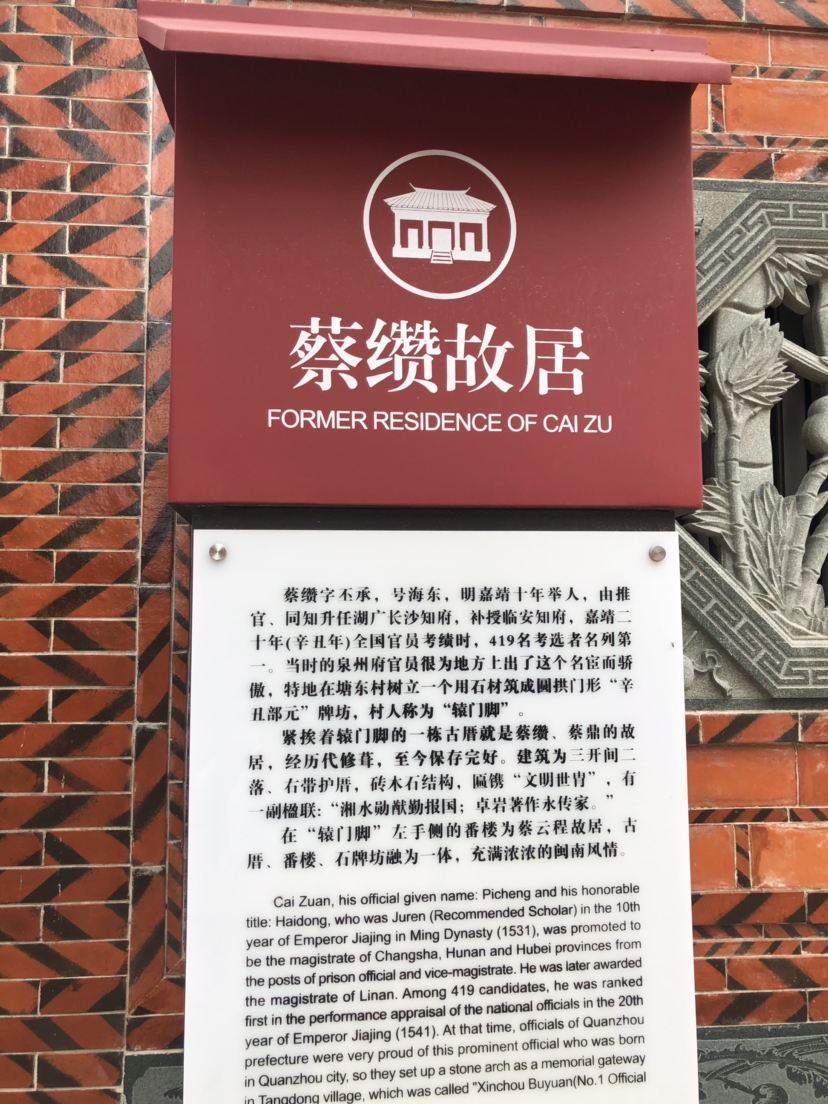 蔡缵故居
FORMER RESIDENCE OF CAI ZU
蔡缵字丕承，号海东，明嘉靖十年举人，由推
官、同知升任湖广长沙知府，补授临安知府，嘉靖二
十年(辛丑年)全国官员考绩时，419名考选者名列第
一。当时的泉州府官员很为地方上出了这个名宦而骄
傲，特地在塘东村树立一个用石材筑成圆拱门形“辛
丑部元”牌坊，村人称为“辕门脚”。
紧挨着辕门脚的一栋古厝就是蔡缵、蔡鼎的故
居，经历代修葺，至今保存完好。建筑为三开间二
落、右带护厝，砖木石结构，匾镌“文明世胄”，有
一副楹联：“湘水勋猷勤报国；卓岩著作永传家。”
在“辕门脚”左手侧的番楼为蔡云程故居，古
厝、番楼、石牌坊融为一体，充满浓浓的闽南风情。
Cai Zuan, his official given name: Picheng and his honorable
title: Haidong, who was Juren (Recommended Scholar) in the 10th
year of Emperor Jiajing in Ming Dynasty (1531), was promoted to
be the magistrate of Changsha, Hunan and Hubei provinces from
the posts of prison official and vice-magistrate. He was later awarded
the magistrate of Linan. Among 419 candidates, he was ranked
first in the performance appraisal of the national officials in the 20th
year of Emperor Jiajing (1541). At that time, officials of Quanzhou
prefecture were very proud of this prominent official who was born
in Quanzhou city, so they set up a stone arch as a memorial gateway
in Tangdong village, which was called "Xinchou Buyuan(No.1 Official